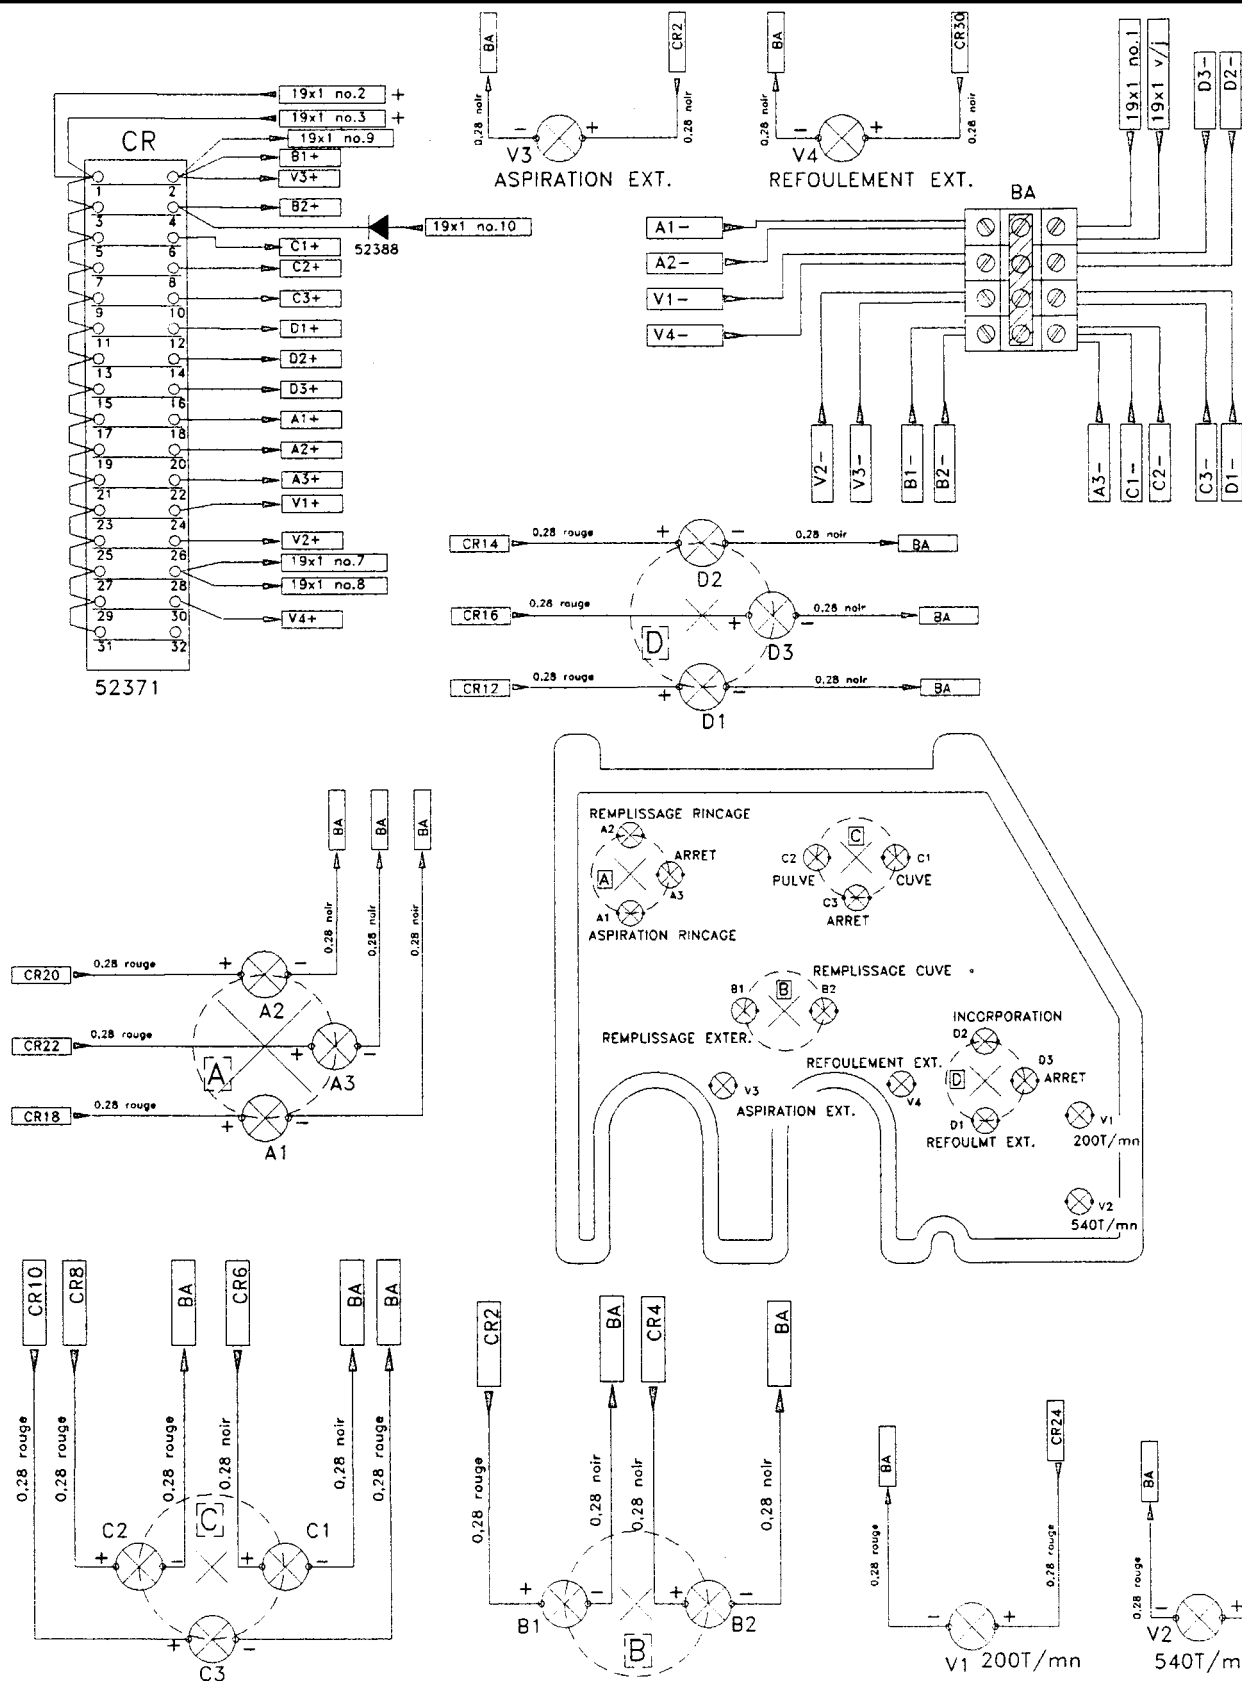 BA
CR2
BA
CR30
19x1 no.1
19x1 v/j
D3-
D2-
0,28 noir
0,28 noir
0,28 noir
0,28 noir
- +
- +
V3
V4
ASPIRATION EXT.
REFOULEMENT EXT.
19x1 no.2 +
19x1 no.3 +
CR
19x1 no.9
B1+
V3+
1 2
B2+
19x1 no.10
52388
3 4
C1+
5 6
C2+
7 8
C3+
9 10
D1+
11 12
D2+
13 14
D3+
15 16
A1+
17 18
A2+
19 20
A3+
21 22
V1+
23 24
V2+
25 26
19x1 no.7
19x1 no.8
27 28
V4+
29 30
31 32
52371
BA
A1-
A2-
V1-
V4-
V2-
V3-
B1-
B2-
A3-
C1-
C2-
C3-
D1-
CR14 0,28 rouge + - 0,28 noir BA
D2
CR16 0,28 rouge + - 0,28 noir BA
D
D3
CR12 0,28 rouge + - 0,28 noir BA
D1
REMPLISSAGE RINCAGE
A2
ARRET
A
A3
A1
ASPIRATION RINCAGE
C
C2 C1
PULVE CUVE
C3
ARRET
REMPLISSAGE CUVE
B1 B B2
REMPLISSAGE EXTER.
INCORPORATION
D2
REFOULEMENT EXT.
D3
D ARRET
V3
V4
ASPIRATION EXT.
D1
V1
REFOULMT EXT.
200T/mn
V2
540T/mn
BA
BA
BA
0,28 noir
0,28 noir
0,28 noir
CR20 0,28 rouge + -
A2
CR22 0,28 rouge + -
A
A3
CR18 0,28 rouge + -
A1
CR10
CR8
BA
CR6
BA
BA
0,28 rouge
0,28 rouge
0,28 rouge
0,28 noir
0,28 noir
0,28 rouge
C
C2 C1
+ - + -
+ -
C3
CR2
BA
CR4
BA
0,28 rouge
0,28 noir
0,28 noir
0,28 noir
+ - + -
B1 B2
B
BA
CR24
0,28 rouge
0,28 rouge
- +
V1 200T/mn
BA
0,28 rouge
- +
V2
540T/m